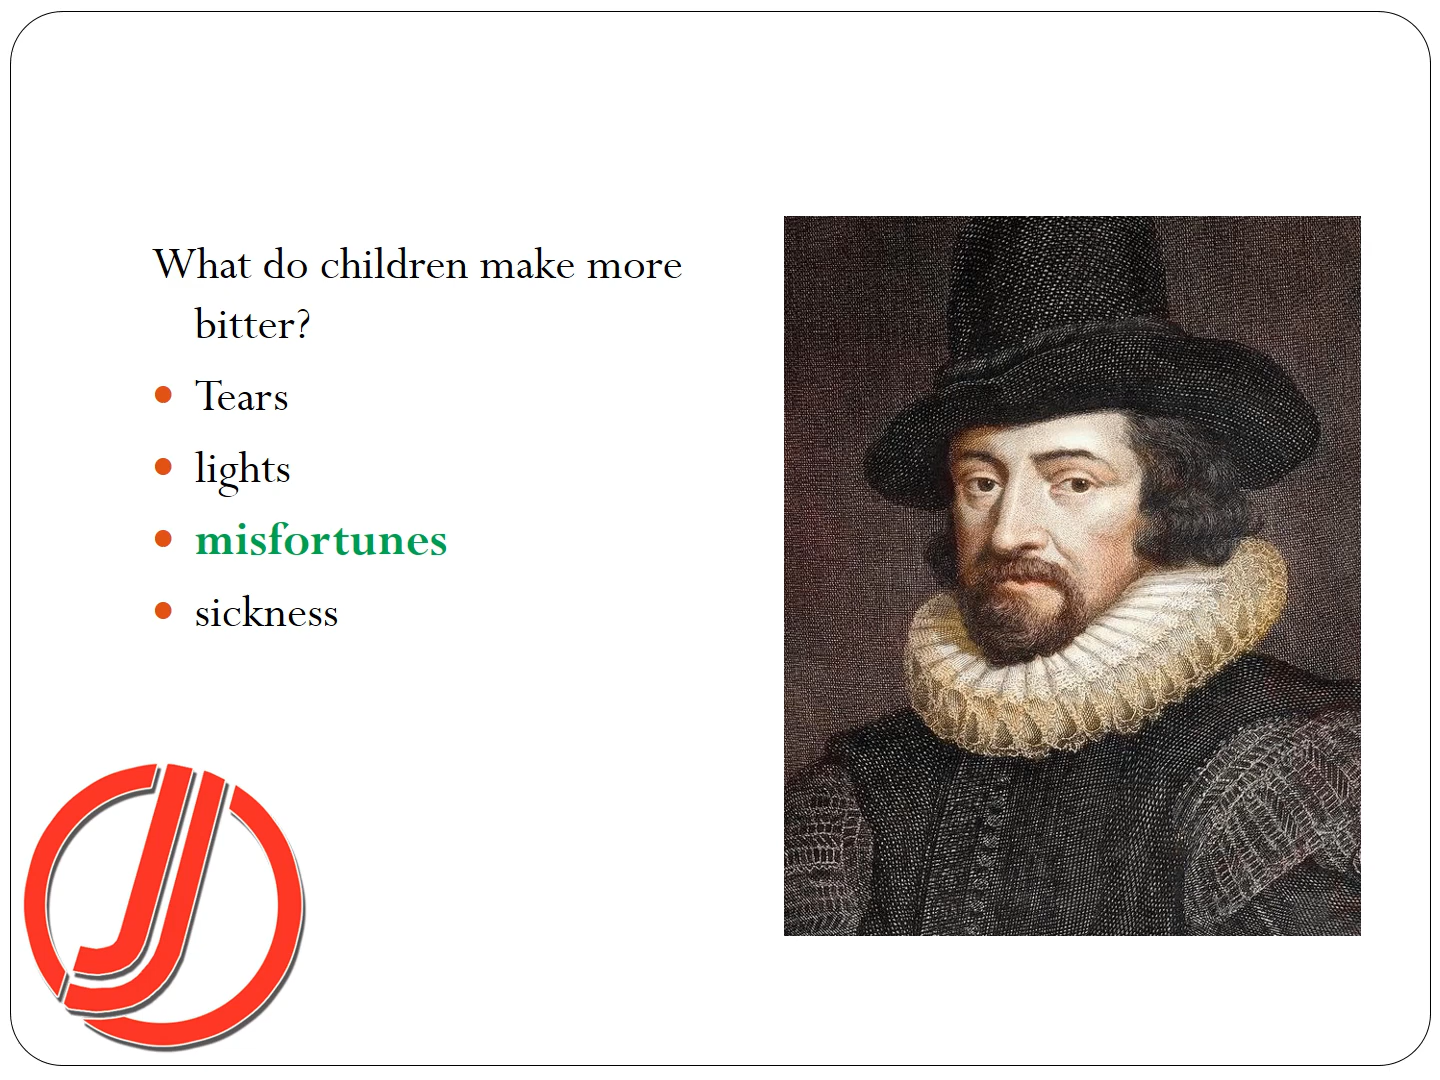 What do children make more
bitter?
Tears
lights
misfortunes
sickness